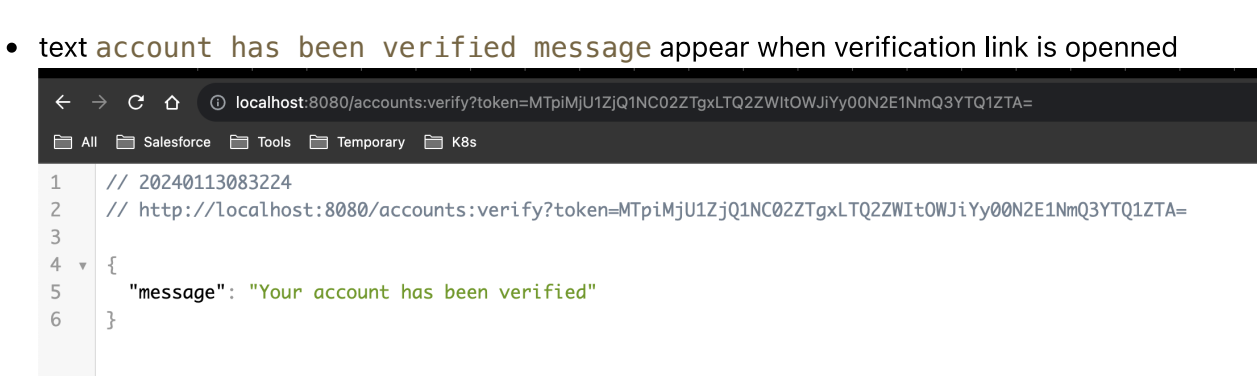 text account has been verified message appear when verification link is openned
localhost:8080/accounts:verify?token=MTpiMjU1ZjQ1NC02ZTgxLTQ2ZWItOWJiYy00N2E1NmQ3YTQ1ZTA=
All Salesforce Tools Temporary K8s
1 // 20240113083224
2 // http://localhost:8080/accounts:verify?token=MTpiMjU1ZjQ1NC02ZTgxLTQ2ZWItOWJiYy00N2E1NmQ3YTQ1ZTA=
3
4 {
5 "message": "Your account has been verified"
6 }